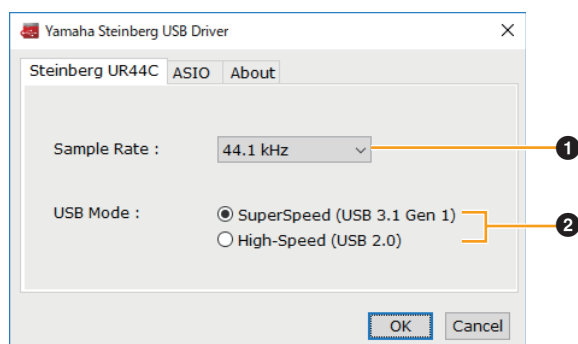 Yamaha Steinberg USB Driver
Steinberg UR44C ASIO About
Sample Rate : 44.1 kHz 1
USB Mode : SuperSpeed (USB 3.1 Gen 1)
High-Speed (USB 2.0) 2
OK Cancel